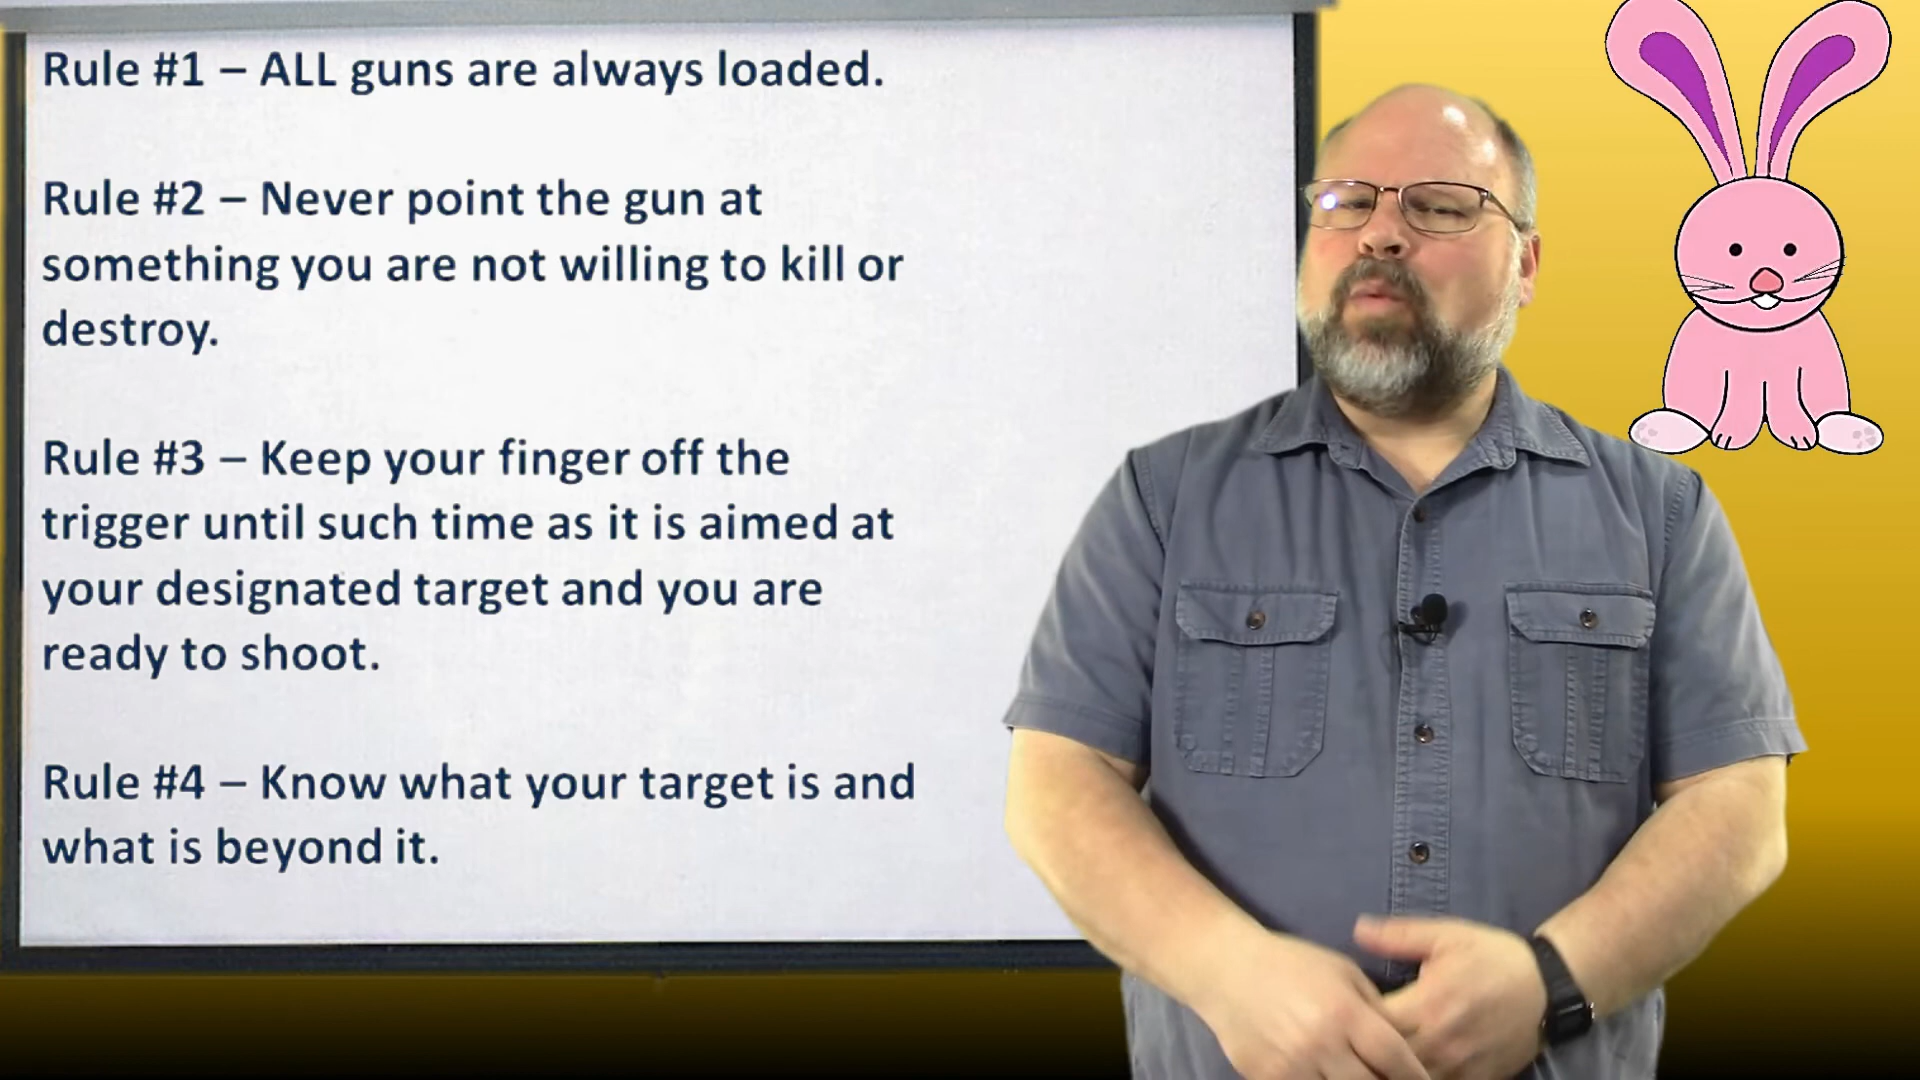 Rule #1 – ALL guns are always loaded.
Rule #2 – Never point the gun at
something you are not willing to kill or
destroy.
Rule #3 – Keep your finger off the
trigger until such time as it is aimed at
your designated target and you are
ready to shoot.
Rule #4 – Know what your target is and
what is beyond it.